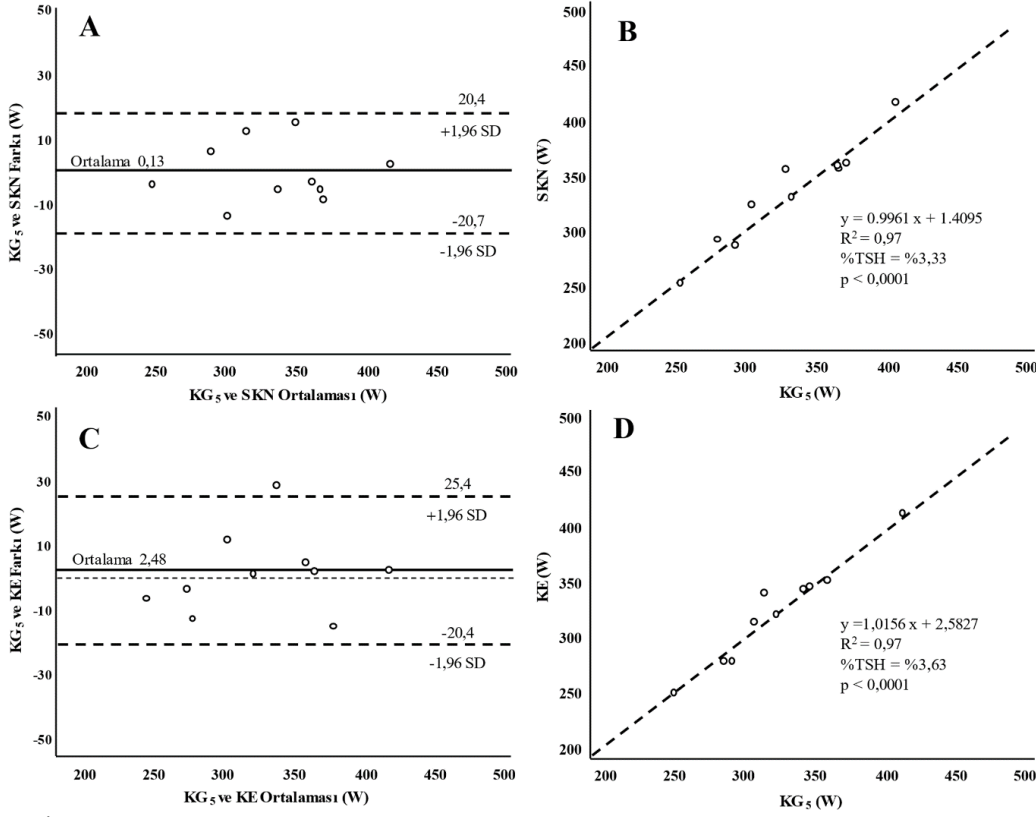 A
KG5 ve SKN Farkı (W)
50
30
10
-10
-30
-50
20,4
+1,96 SD
Ortalama 0,13
-20,7
-1,96 SD
200 250 300 350 400 450 500
KG5 ve SKN Ortalaması (W)
B
SKN (W)
500
450
400
350
300
250
200
y = 0.9961 x + 1.4095
R2 = 0,97
%TSH = %3,33
p < 0,0001
200 250 300 350 400 450 500
KG5 (W)
C
KG5 ve KE Farkı (W)
50
30
10
-10
-30
-50
25,4
+1,96 SD
Ortalama 2,48
-20,4
-1,96 SD
200 250 300 350 400 450 500
KG5 ve KE Ortalaması (W)
D
KE (W)
500
450
400
350
300
250
200
y =1,0156 x + 2,5827
R2 = 0,97
%TSH = %3,63
p < 0,0001
200 250 300 350 400 450 500
KG5 (W)